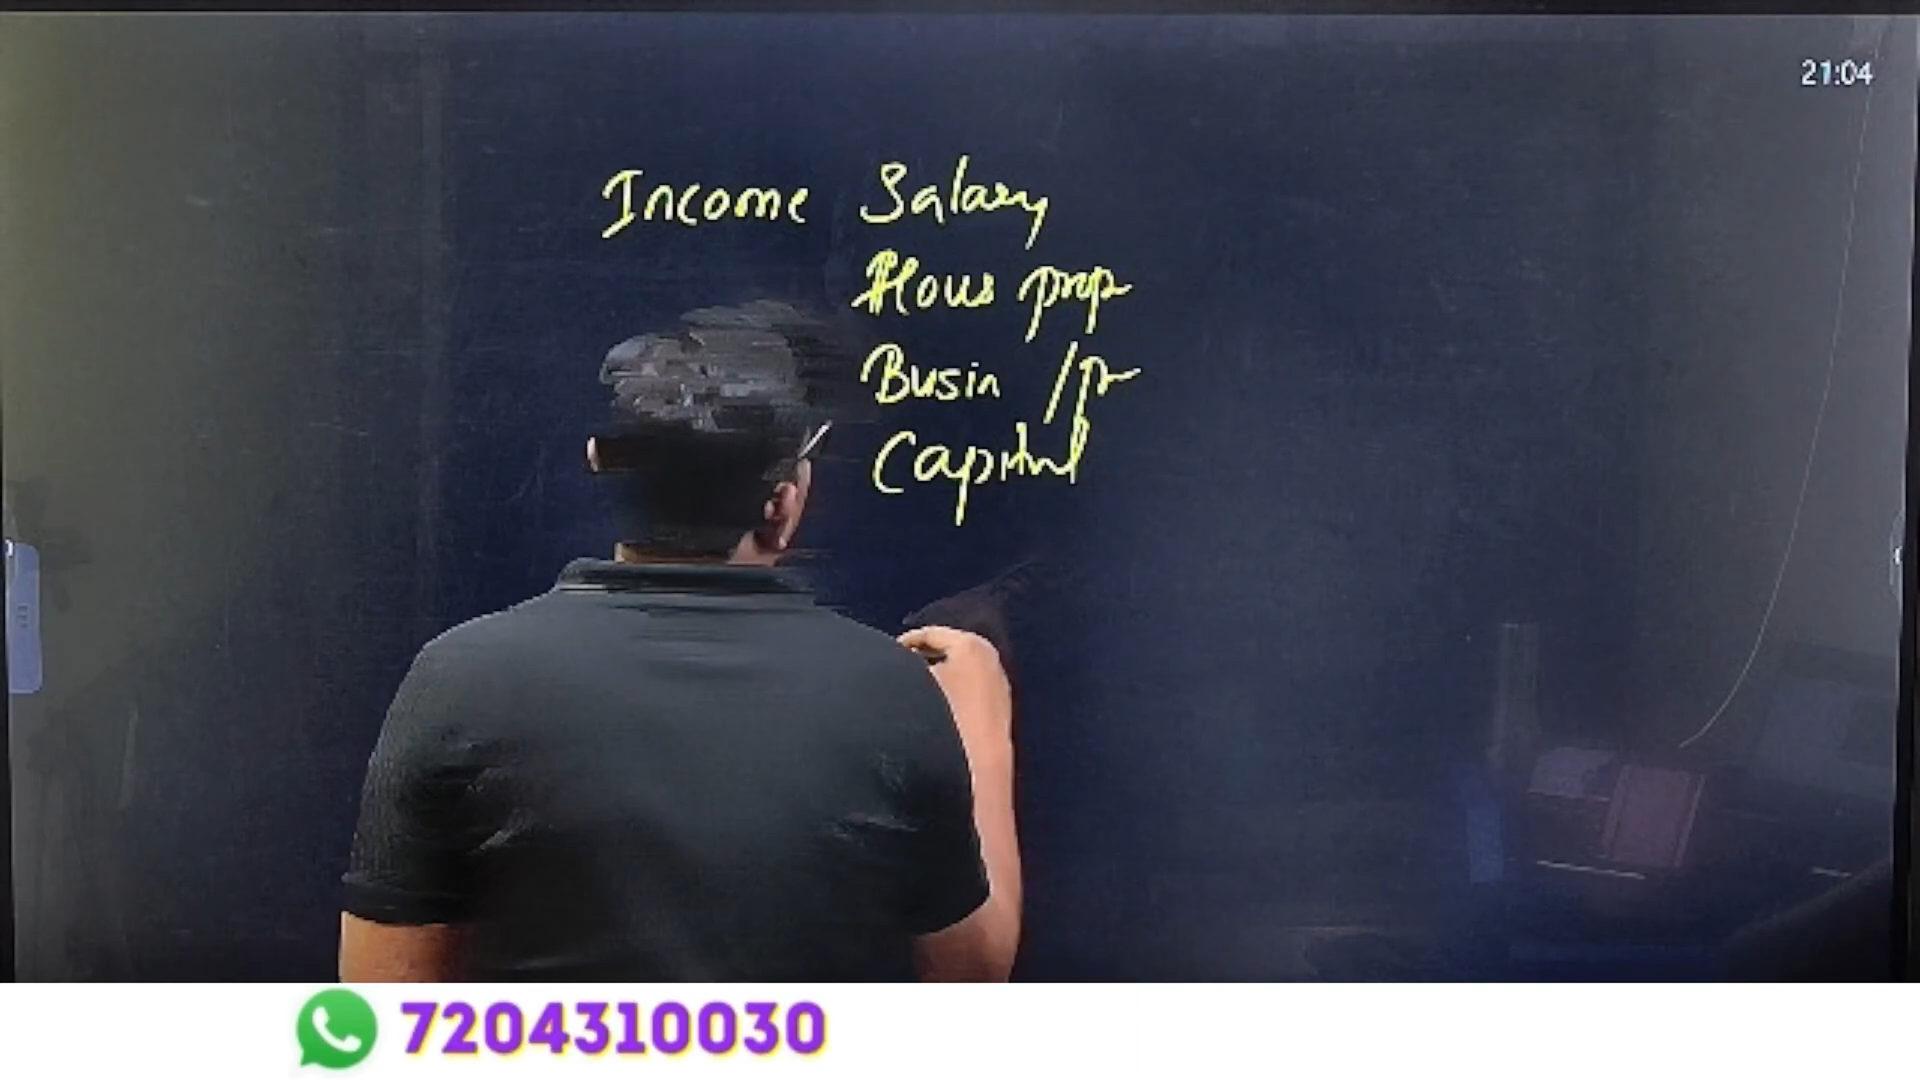 21:04
Income Salary
Hous prop
Busin /pr
Capital
7204310030